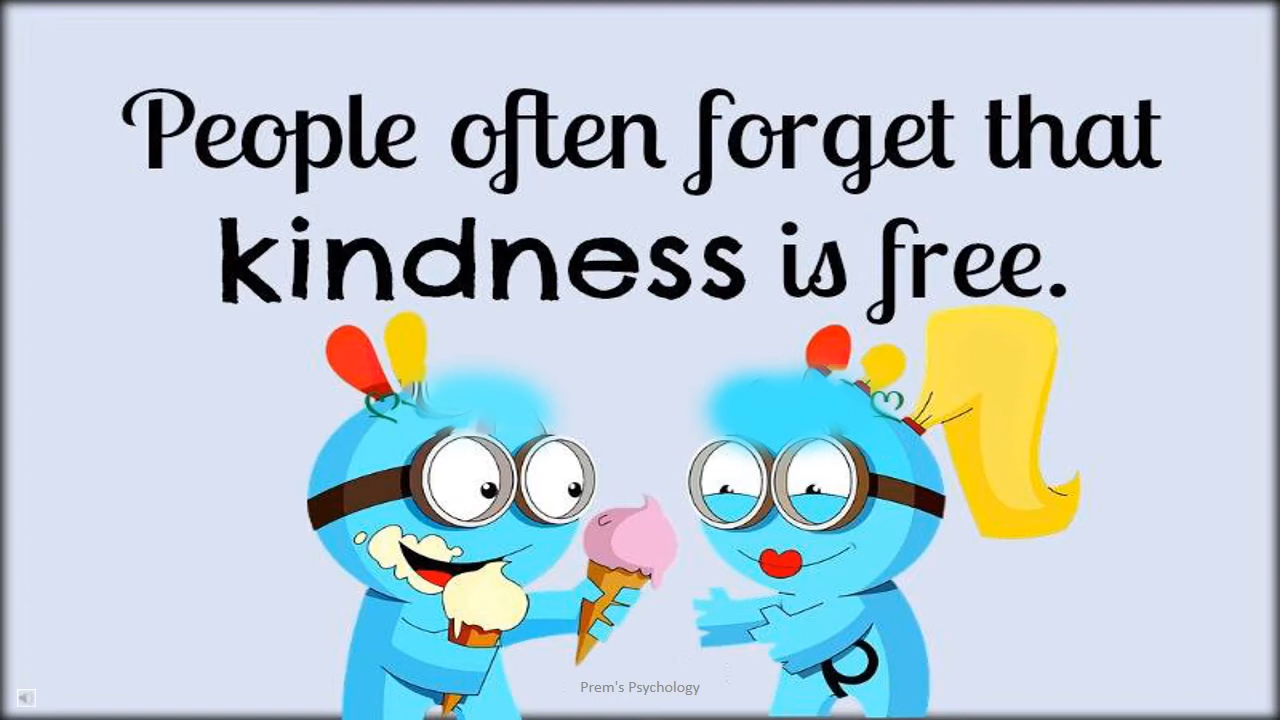 People often forget that
kindness is free.
p
Prem's Psychology